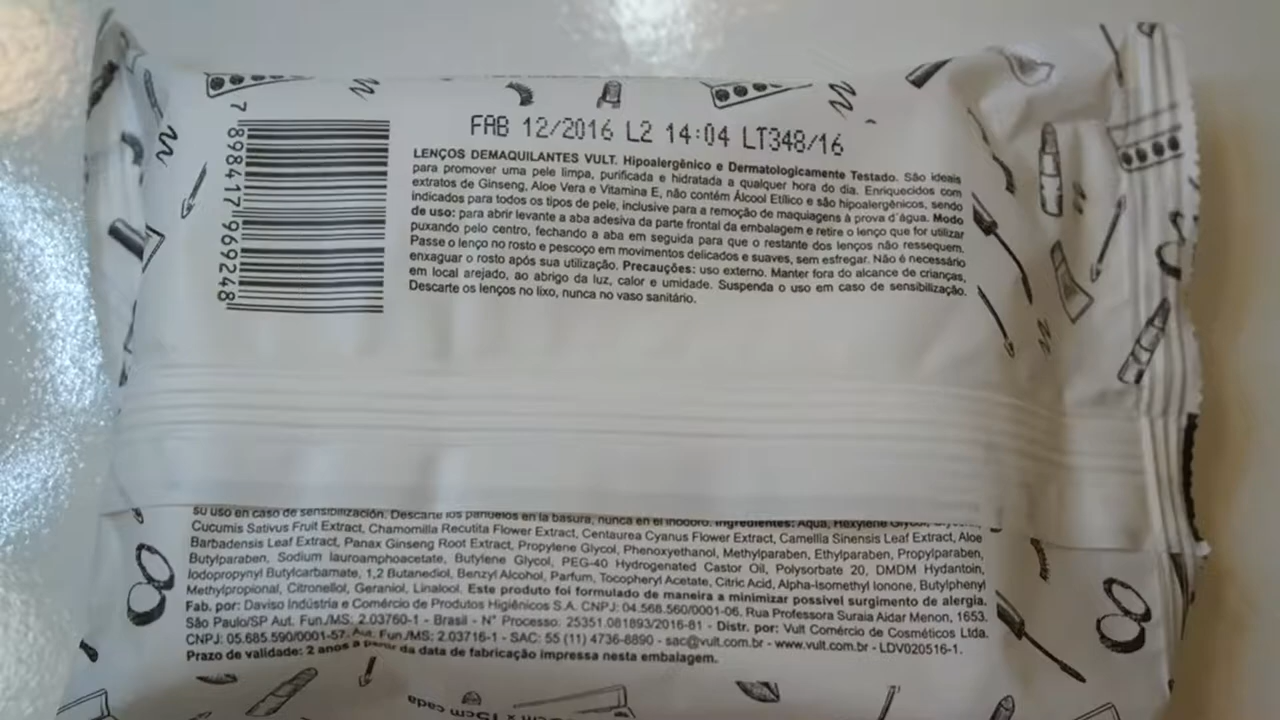 FAB 12/2016 L2 14:04 LT348/16
7 898417 969248
LENÇOS DEMAQUILANTES VULT. Hipoalergênico e Dermatologicamente Testado. São ideais
para promover uma pele limpa, purificada e hidratada a qualquer hora do dia. Enriquecidos com
extratos de Ginseng, Aloe Vera e Vitamina E, não contém Álcool Etílico e são hipoalergênicos, sendo
indicados para todos os tipos de pele, inclusive para a remoção de maquiagens à prova d'água. Modo
de uso: para abrir levante a aba adesiva da parte frontal da embalagem e retire o lenço que for utilizar
puxando pelo centro, fechando a aba em seguida para que o restante dos lenços não ressequem.
Passe o lenço no rosto e pescoço em movimentos delicados e suaves, sem esfregar. Não é necessário
enxaguar o rosto após sua utilização. Precauções: uso externo. Manter fora do alcance de crianças,
em local arejado, ao abrigo da luz, calor e umidade. Suspenda o uso em caso de sensibilização.
Descarte os lenços no lixo, nunca no vaso sanitário.
su uso en caso de sensibilización. Descarte los pañuelos en la basura, nunca en el inodoro. Ingredientes: Aqua, Hexylene Glycol,
Cucumis Sativus Fruit Extract, Chamomilla Recutita Flower Extract, Centaurea Cyanus Flower Extract, Camellia Sinensis Leaf Extract, Aloe
Barbadensis Leaf Extract, Panax Ginseng Root Extract, Propylene Glycol, Phenoxyethanol, Methylparaben, Ethylparaben, Propylparaben,
Butylparaben, Sodium lauroamphoacetate, Butylene Glycol, PEG-40 Hydrogenated Castor Oil, Polysorbate 20, DMDM Hydantoin,
Iodopropynyl Butylcarbamate, 1,2 Butanediol, Benzyl Alcohol, Parfum, Tocopheryl Acetate, Citric Acid, Alpha-Isomethyl Ionone, Butylphenyl
Methylpropional, Citronellol, Geraniol, Linalool. Este produto foi formulado de maneira a minimizar possível surgimento de alergia.
Fab. por: Daviso Indústria e Comércio de Produtos Higiênicos S.A. CNPJ: 04.568.560/0001-06. Rua Professora Suraia Aidar Menon, 1653.
São Paulo/SP Aut. Fun./MS: 2.03760-1 - Brasil - N° Processo: 25351.081893/2016-81 - Distr. por: Vult Comércio de Cosméticos Ltda.
CNPJ: 05.685.590/0001-57. Aut. Fun./MS: 2.03716-1 - SAC: 55 (11) 4736-8890 - sac@vult.com.br - www.vult.com.br - LDV020516-1.
Prazo de validade: 2 anos a partir da data de fabricação impressa nesta embalagem.
x 15cm cada